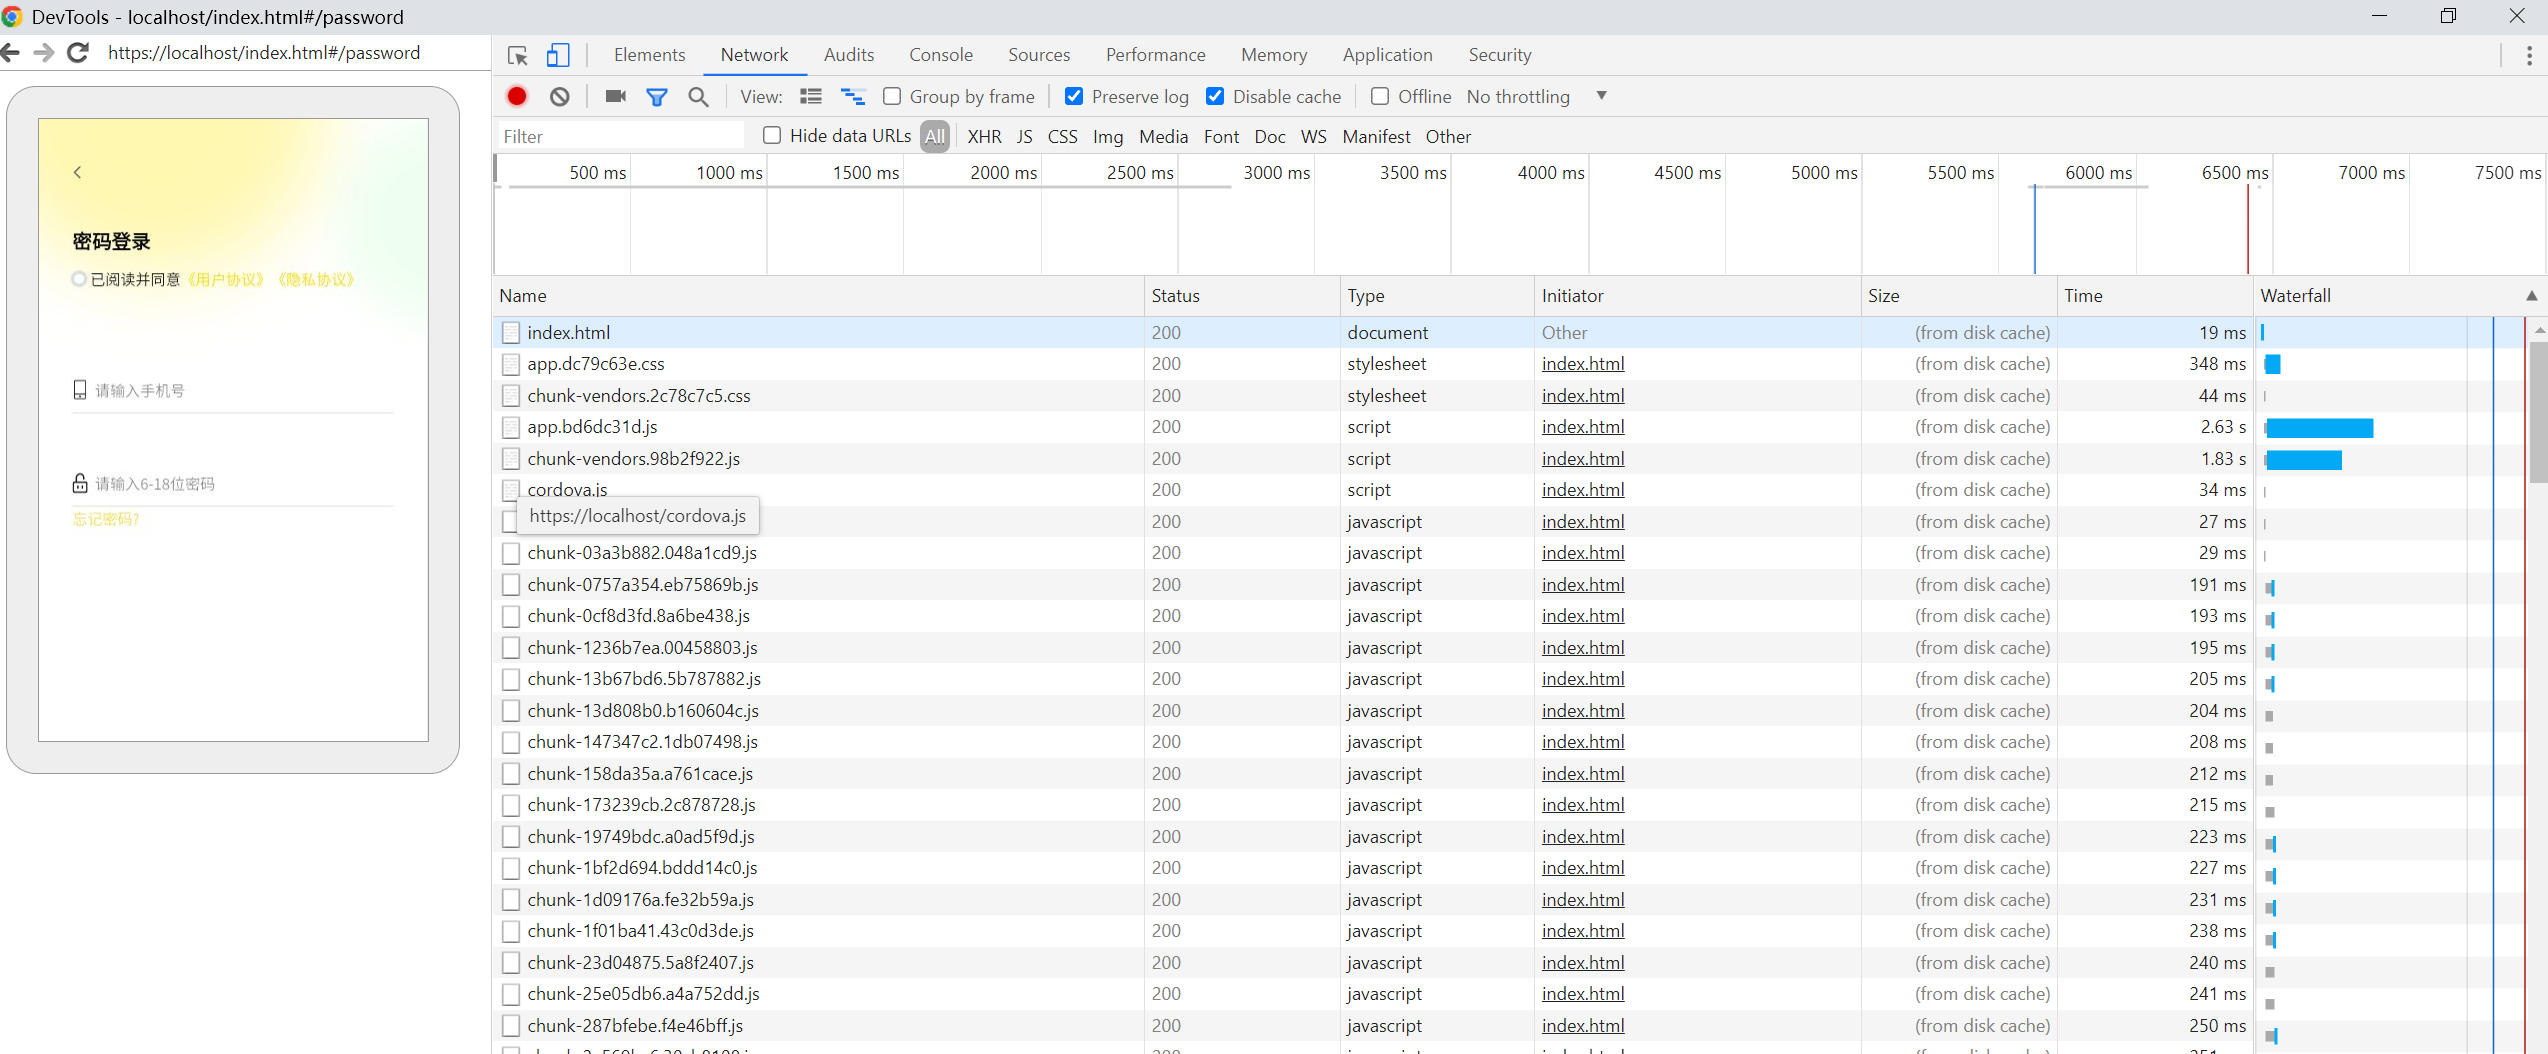 DevTools - localhost/index.html#/password
https://localhost/index.html#/password
密码登录
已阅读并同意《用户协议》《隐私协议》
请输入手机号
请输入6-18位密码
忘记密码?
Elements Network Audits Console Sources Performance Memory Application Security
View: Group by frame Preserve log Disable cache Offline No throttling
Filter Hide data URLs All XHR JS CSS Img Media Font Doc WS Manifest Other
500 ms 1000 ms 1500 ms 2000 ms 2500 ms 3000 ms 3500 ms 4000 ms 4500 ms 5000 ms 5500 ms 6000 ms 6500 ms 7000 ms 7500 ms
Name Status Type Initiator Size Time Waterfall
index.html 200 document Other (from disk cache) 19 ms
app.dc79c63e.css 200 stylesheet index.html (from disk cache) 348 ms
chunk-vendors.2c78c7c5.css 200 stylesheet index.html (from disk cache) 44 ms
app.bd6dc31d.js 200 script index.html (from disk cache) 2.63 s
chunk-vendors.98b2f922.js 200 script index.html (from disk cache) 1.83 s
cordova.js 200 script index.html (from disk cache) 34 ms
https://localhost/cordova.js
200 javascript index.html (from disk cache) 27 ms
chunk-03a3b882.048a1cd9.js 200 javascript index.html (from disk cache) 29 ms
chunk-0757a354.eb75869b.js 200 javascript index.html (from disk cache) 191 ms
chunk-0cf8d3fd.8a6be438.js 200 javascript index.html (from disk cache) 193 ms
chunk-1236b7ea.00458803.js 200 javascript index.html (from disk cache) 195 ms
chunk-13b67bd6.5b787882.js 200 javascript index.html (from disk cache) 205 ms
chunk-13d808b0.b160604c.js 200 javascript index.html (from disk cache) 204 ms
chunk-147347c2.1db07498.js 200 javascript index.html (from disk cache) 208 ms
chunk-158da35a.a761cace.js 200 javascript index.html (from disk cache) 212 ms
chunk-173239cb.2c878728.js 200 javascript index.html (from disk cache) 215 ms
chunk-19749bdc.a0ad5f9d.js 200 javascript index.html (from disk cache) 223 ms
chunk-1bf2d694.bddd14c0.js 200 javascript index.html (from disk cache) 227 ms
chunk-1d09176a.fe32b59a.js 200 javascript index.html (from disk cache) 231 ms
chunk-1f01ba41.43c0d3de.js 200 javascript index.html (from disk cache) 238 ms
chunk-23d04875.5a8f2407.js 200 javascript index.html (from disk cache) 240 ms
chunk-25e05db6.a4a752dd.js 200 javascript index.html (from disk cache) 241 ms
chunk-287bfebe.f4e46bff.js 200 javascript index.html (from disk cache) 250 ms